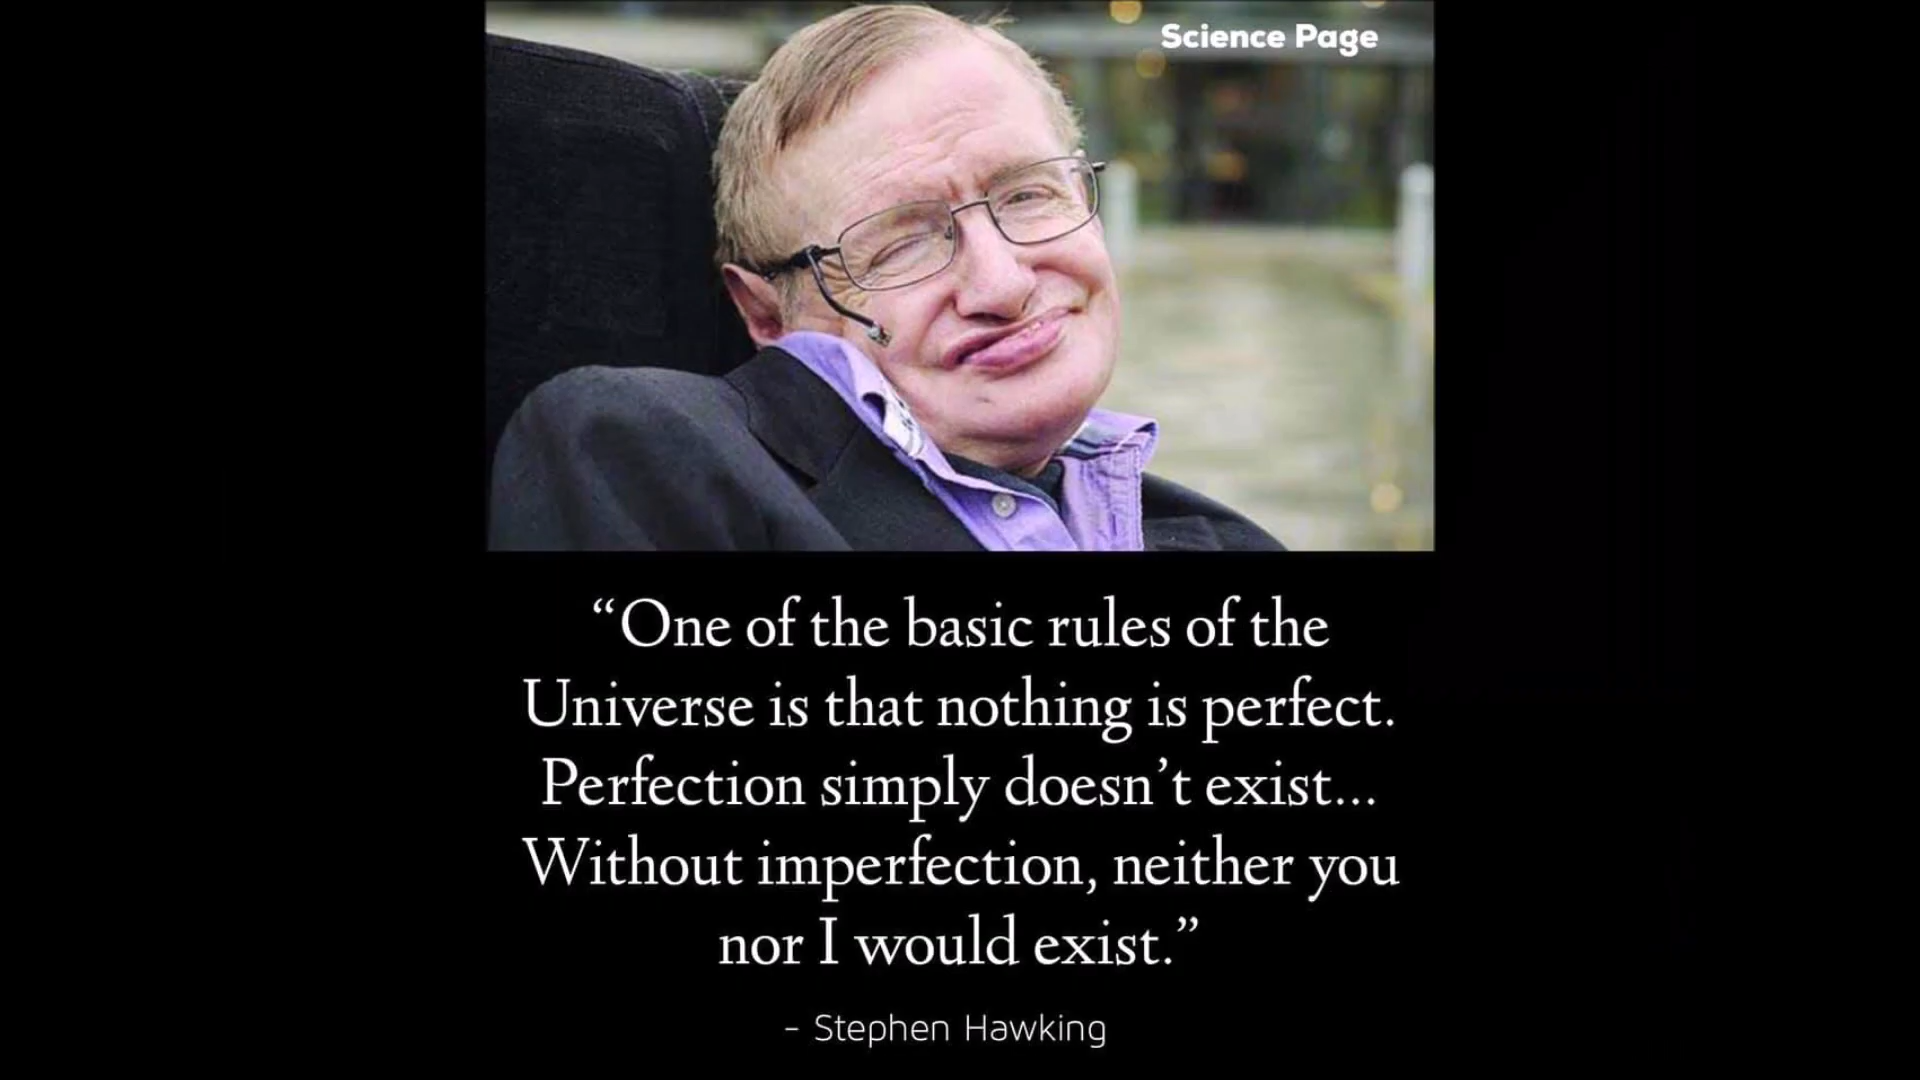 Science Page
“One of the basic rules of the
Universe is that nothing is perfect.
Perfection simply doesn’t exist...
Without imperfection, neither you
nor I would exist.”
- Stephen Hawking